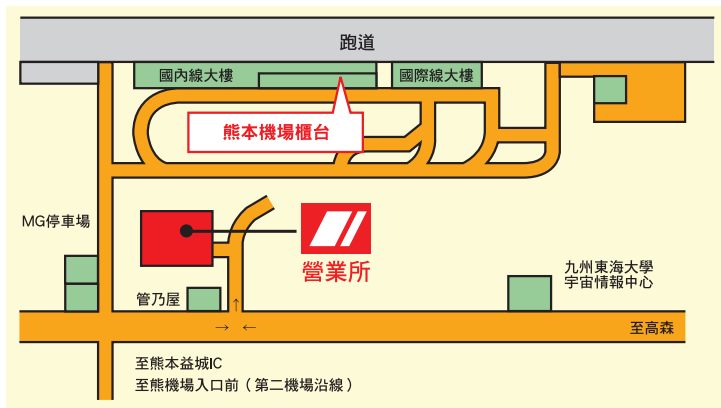 跑道
國內線大樓
國際線大樓
熊本機場櫃台
MG停車場
營業所
九州東海大學
宇宙情報中心
管乃屋
↑
→ ←
至高森
至熊本益城IC
至熊機場入口前（第二機場沿線）